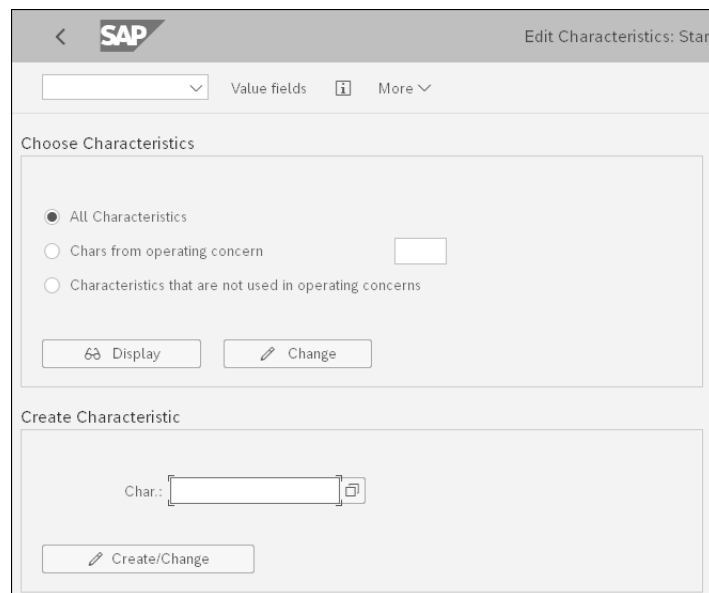 SAP
Edit Characteristics: Star
Value fields More
Choose Characteristics
All Characteristics
Chars from operating concern
Characteristics that are not used in operating concerns
Display Change
Create Characteristic
Char.:
Create/Change